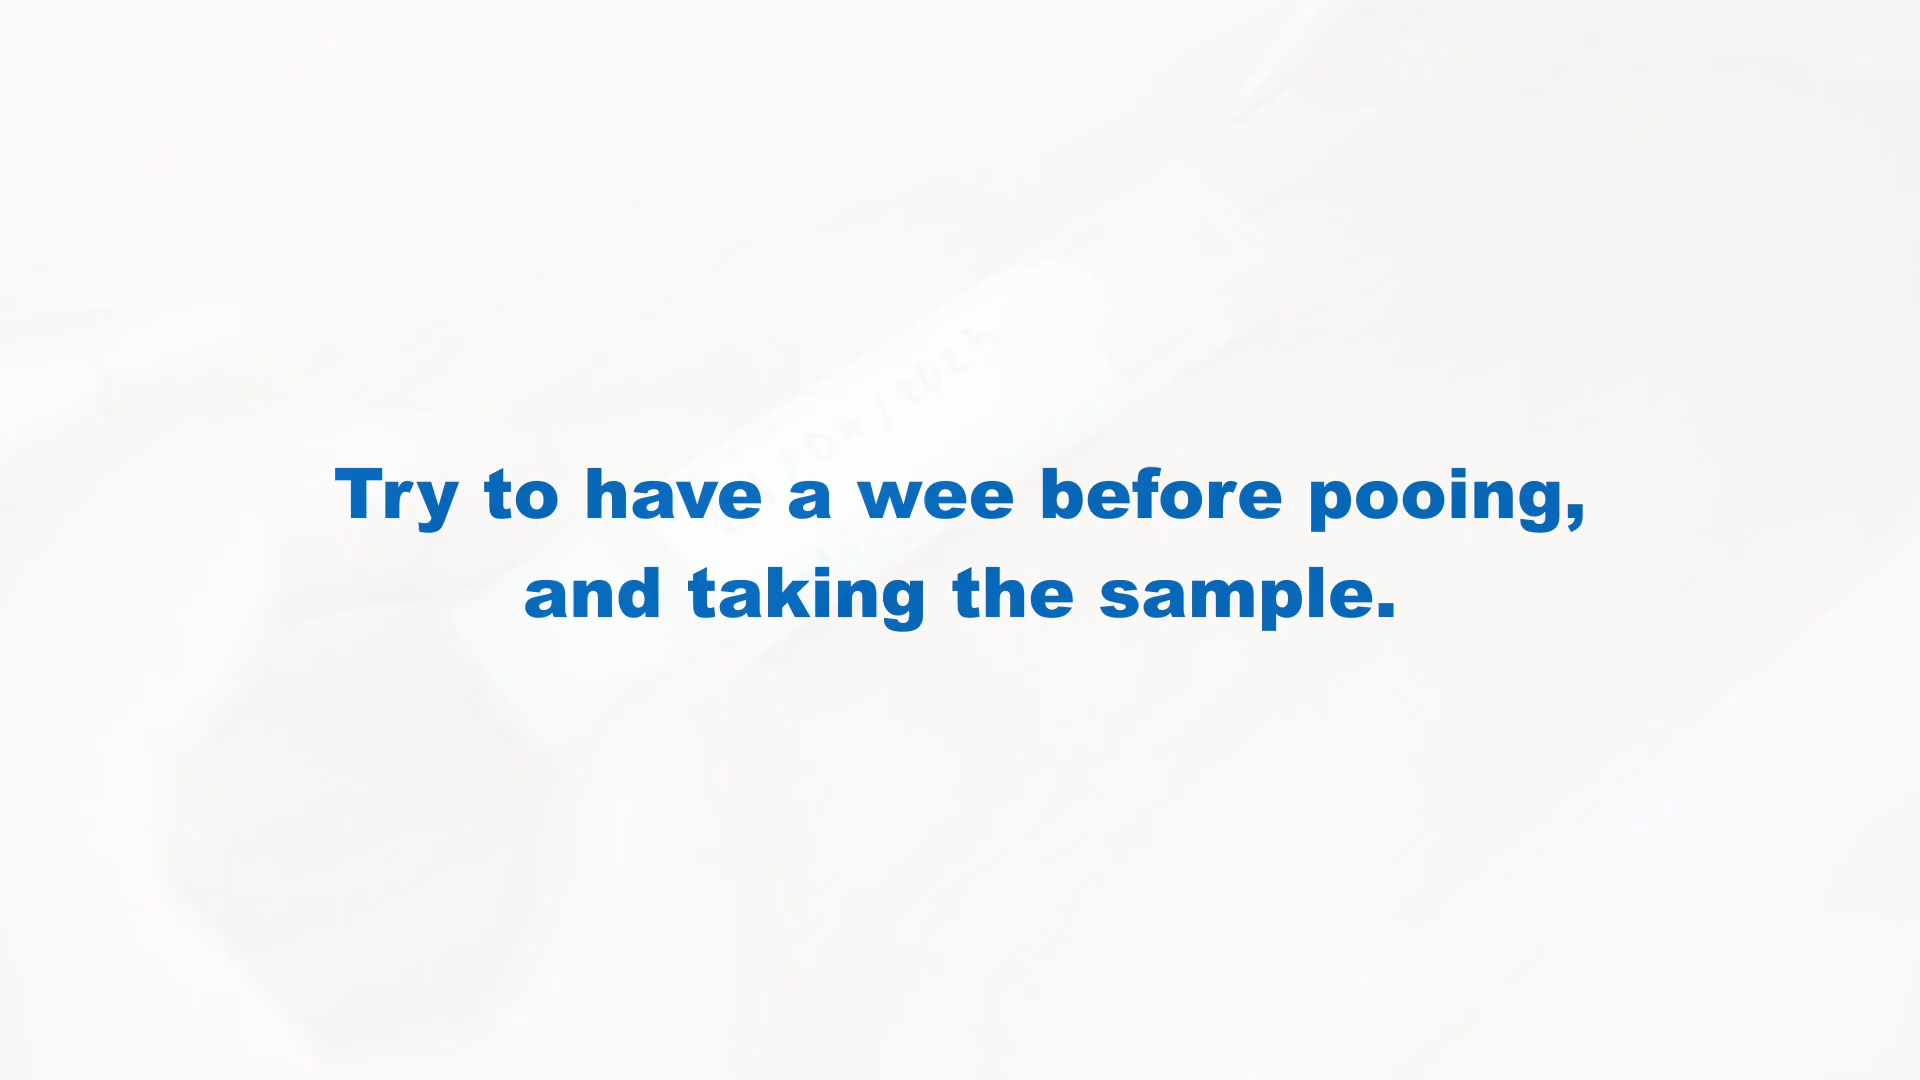 Try to have a wee before pooing,
and taking the sample.